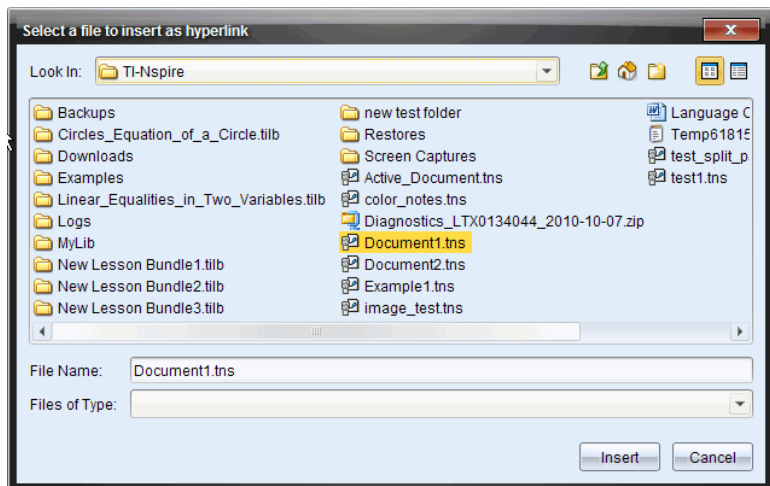 Select a file to insert as hyperlink
Look In: TI-Nspire
Backups
Circles_Equation_of_a_Circle.tilb
Downloads
Examples
Linear_Equalities_in_Two_Variables.tilb
Logs
MyLib
New Lesson Bundle1.tilb
New Lesson Bundle2.tilb
New Lesson Bundle3.tilb
new test folder
Restores
Screen Captures
Active_Document.tns
color_notes.tns
Diagnostics_LTX0134044_2010-10-07.zip
Document1.tns
Document2.tns
Example1.tns
image_test.tns
Language C
Temp61815
test_split_p
test1.tns
File Name: Document1.tns
Files of Type:
Insert Cancel